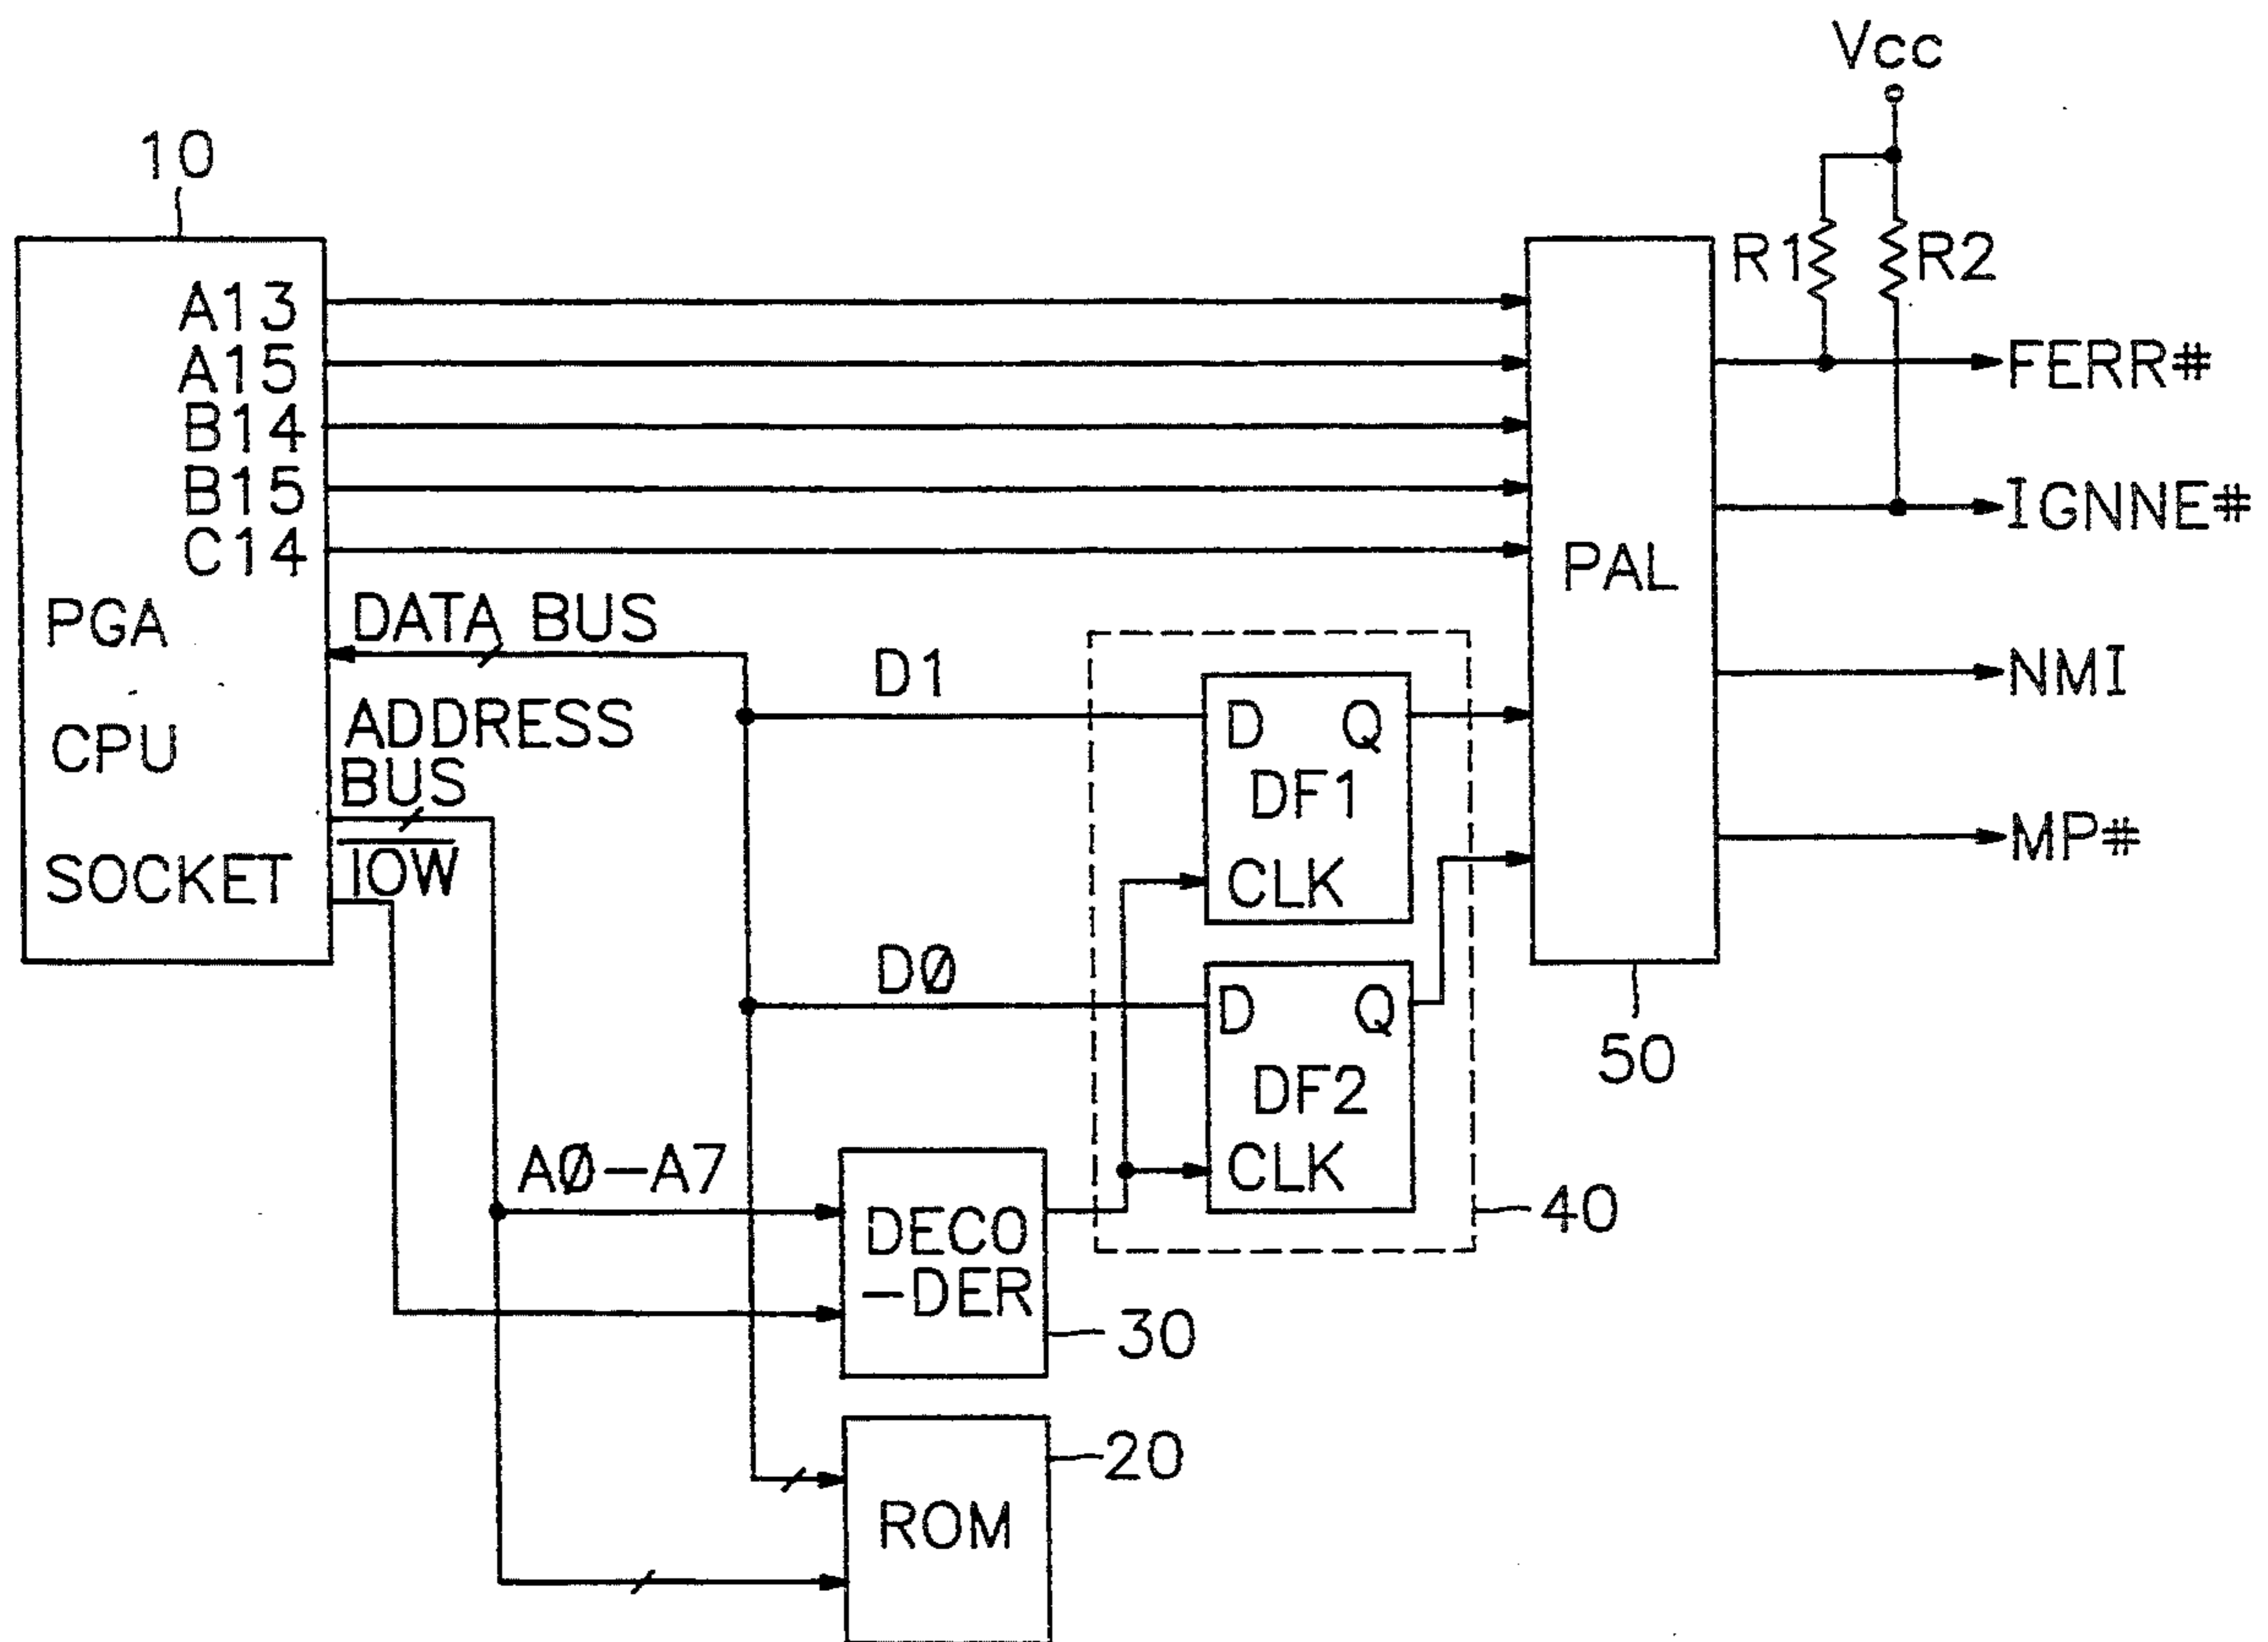 Vcc
10
R1
R2
A13
A15
B14
B15
C14
PGA
CPU
SOCKET
DATA BUS
ADDRESS
BUS
IOW
D1
DØ
AØ-A7
D Q
DF1
CLK
D Q
DF2
CLK
40
DECO
-DER
30
20
ROM
PAL
50
FERR#
IGNNE#
NMI
MP#